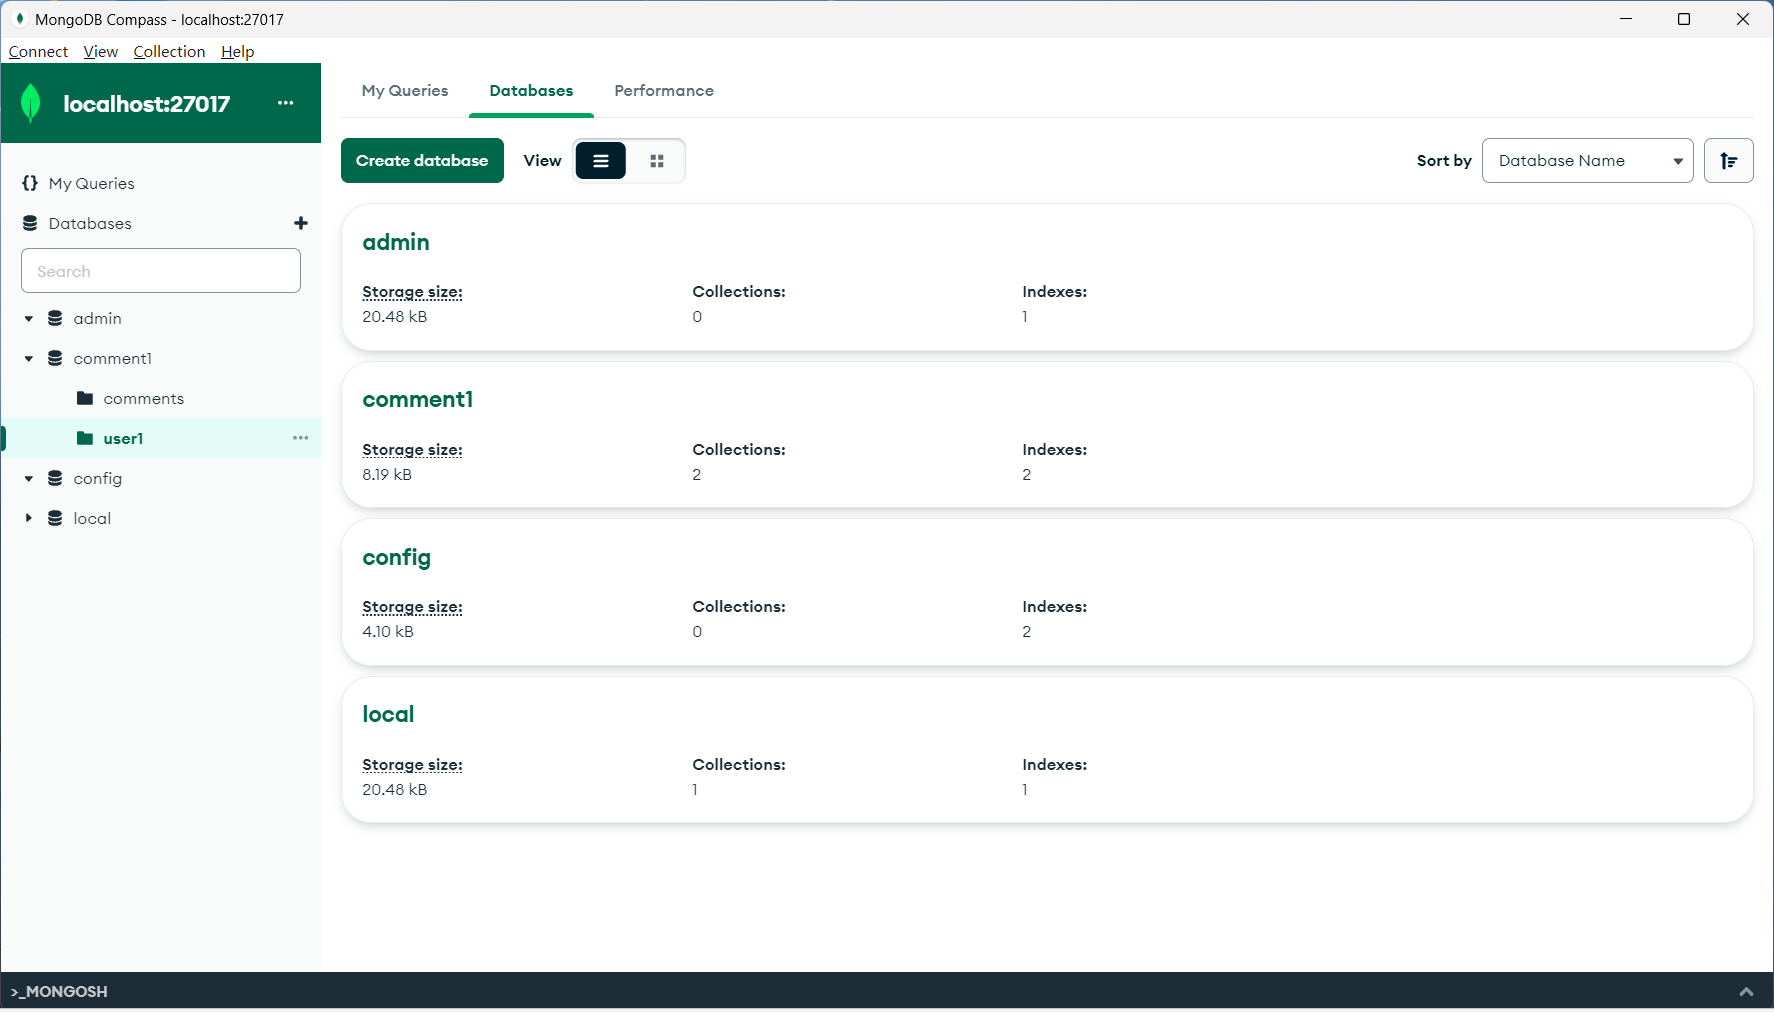 MongoDB Compass - localhost:27017
Connect View Collection Help
localhost:27017
My Queries
Databases
Search
admin
comment1
comments
user1
config
local
My Queries Databases Performance
Create database View Sort by Database Name
admin
Storage size: Collections: Indexes:
20.48 kB 0 1
comment1
Storage size: Collections: Indexes:
8.19 kB 2 2
config
Storage size: Collections: Indexes:
4.10 kB 0 2
local
Storage size: Collections: Indexes:
20.48 kB 1 1
>_MONGOSH